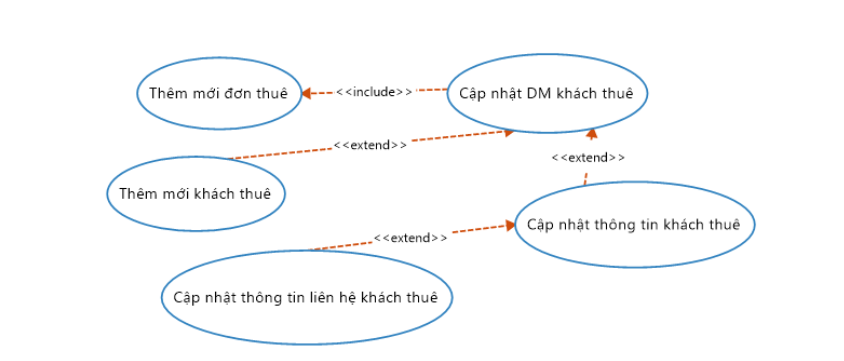 Thêm mới đơn thuê
<<include>>
Cập nhật DM khách thuê
<<extend>>
<<extend>>
Thêm mới khách thuê
Cập nhật thông tin khách thuê
<<extend>>
Cập nhật thông tin liên hệ khách thuê